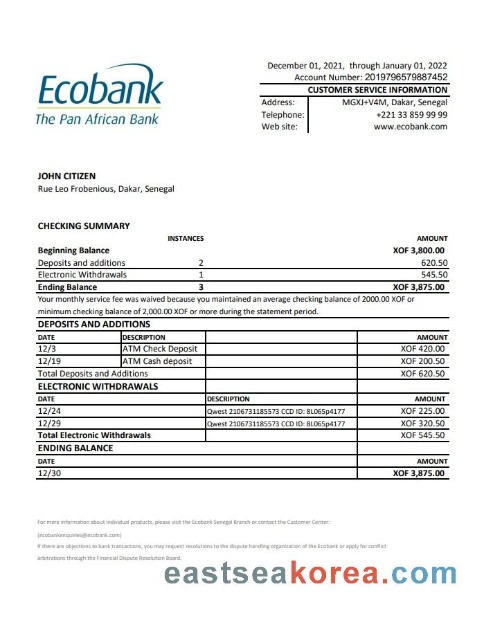 December 01, 2021, through January 01, 2022
Account Number: 2019796579887452
CUSTOMER SERVICE INFORMATION
Address: MGXJ+V4M, Dakar, Senegal
Telephone: +221 33 859 99 99
Web site: www.ecobank.com
Ecobank
The Pan African Bank
JOHN CITIZEN
Rue Leo Frobenious, Dakar, Senegal
CHECKING SUMMARY
INSTANCES AMOUNT
Beginning Balance XOF 3,800.00
Deposits and additions 2 620.50
Electronic Withdrawals 1 545.50
Ending Balance 3 XOF 3,875.00
Your monthly service fee was waived because you maintained an average checking balance of 2000.00 XOF or
minimum checking balance of 2,000.00 XOF or more during the statement period.
DEPOSITS AND ADDITIONS
DATE DESCRIPTION AMOUNT
12/3 ATM Check Deposit XOF 420.00
12/19 ATM Cash deposit XOF 200.50
Total Deposits and Additions XOF 620.50
ELECTRONIC WITHDRAWALS
DATE DESCRIPTION AMOUNT
12/24 Qwest 2106731185573 CCD ID: 8L065p4177 XOF 225.00
12/29 Qwest 2106731185573 CCD ID: 8L065p4177 XOF 320.50
Total Electronic Withdrawals XOF 545.50
ENDING BALANCE
DATE AMOUNT
12/30 XOF 3,875.00
For more information about individual products, please visit the Ecobank Senegal Branch or contact the Customer Center:
(ecobankenquiries@ecobank.com)
If there are objections to bank transactions, you may request resolutions to the dispute handling organization of the Ecobank or apply for conflict
arbitrations through the Financial Dispute Resolution Board.
eastseakorea.com